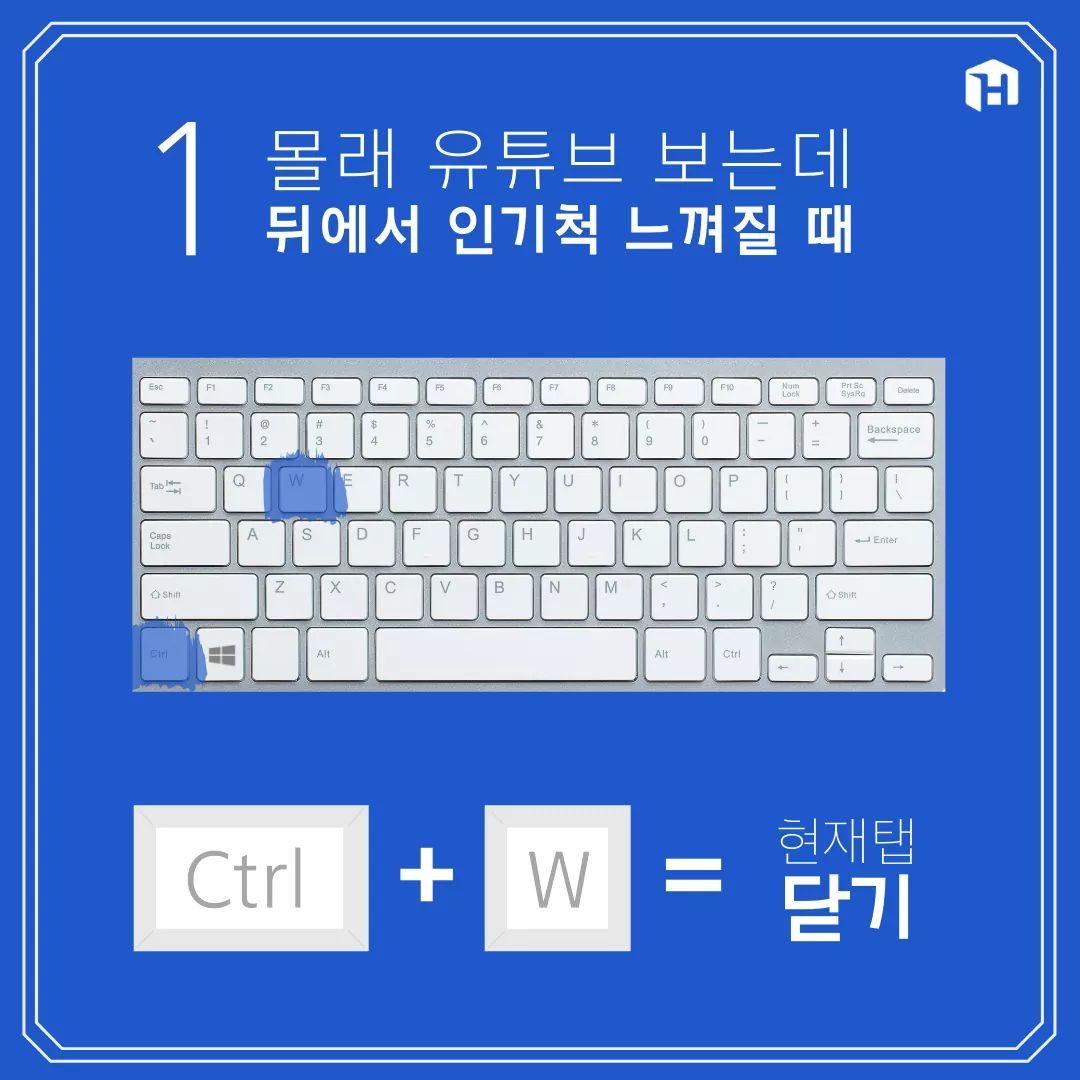 1
몰래 유튜브 보는데
뒤에서 인기척 느껴질 때
Esc F1 F2 F3 F4 F5 F6 F7 F8 F9 F10 Num Lock Prt Sc SysRq Delete
~ ! @ # $ % ^ & * ( ) — + Backspace
` 1 2 3 4 5 6 7 8 9 0 - =
Tab Q W E R T Y U I O P { [ } ] | \
Caps Lock A S D F G H J K L : ; " ' Enter
Shift Z X C V B N M < , > . ? / Shift
Ctrl Alt Alt Ctrl ← ↑ ↓ →
Ctrl + W = 현재탭
닫기